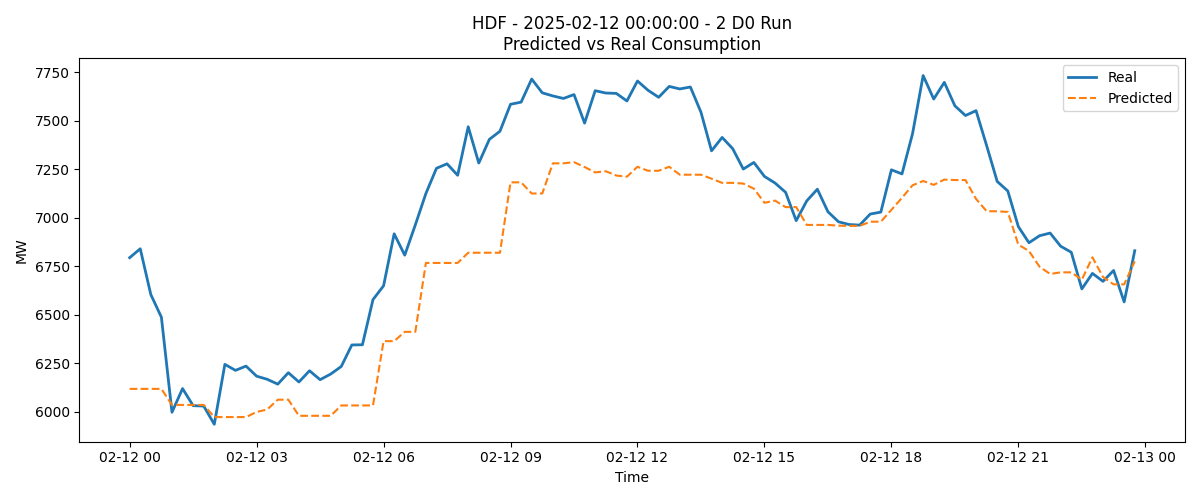 HDF - 2025-02-12 00:00:00 - 2 D0 Run
Predicted vs Real Consumption
Real
Predicted
MW
7750
7500
7250
7000
6750
6500
6250
6000
02-12 00
02-12 03
02-12 06
02-12 09
02-12 12
02-12 15
02-12 18
02-12 21
02-13 00
Time